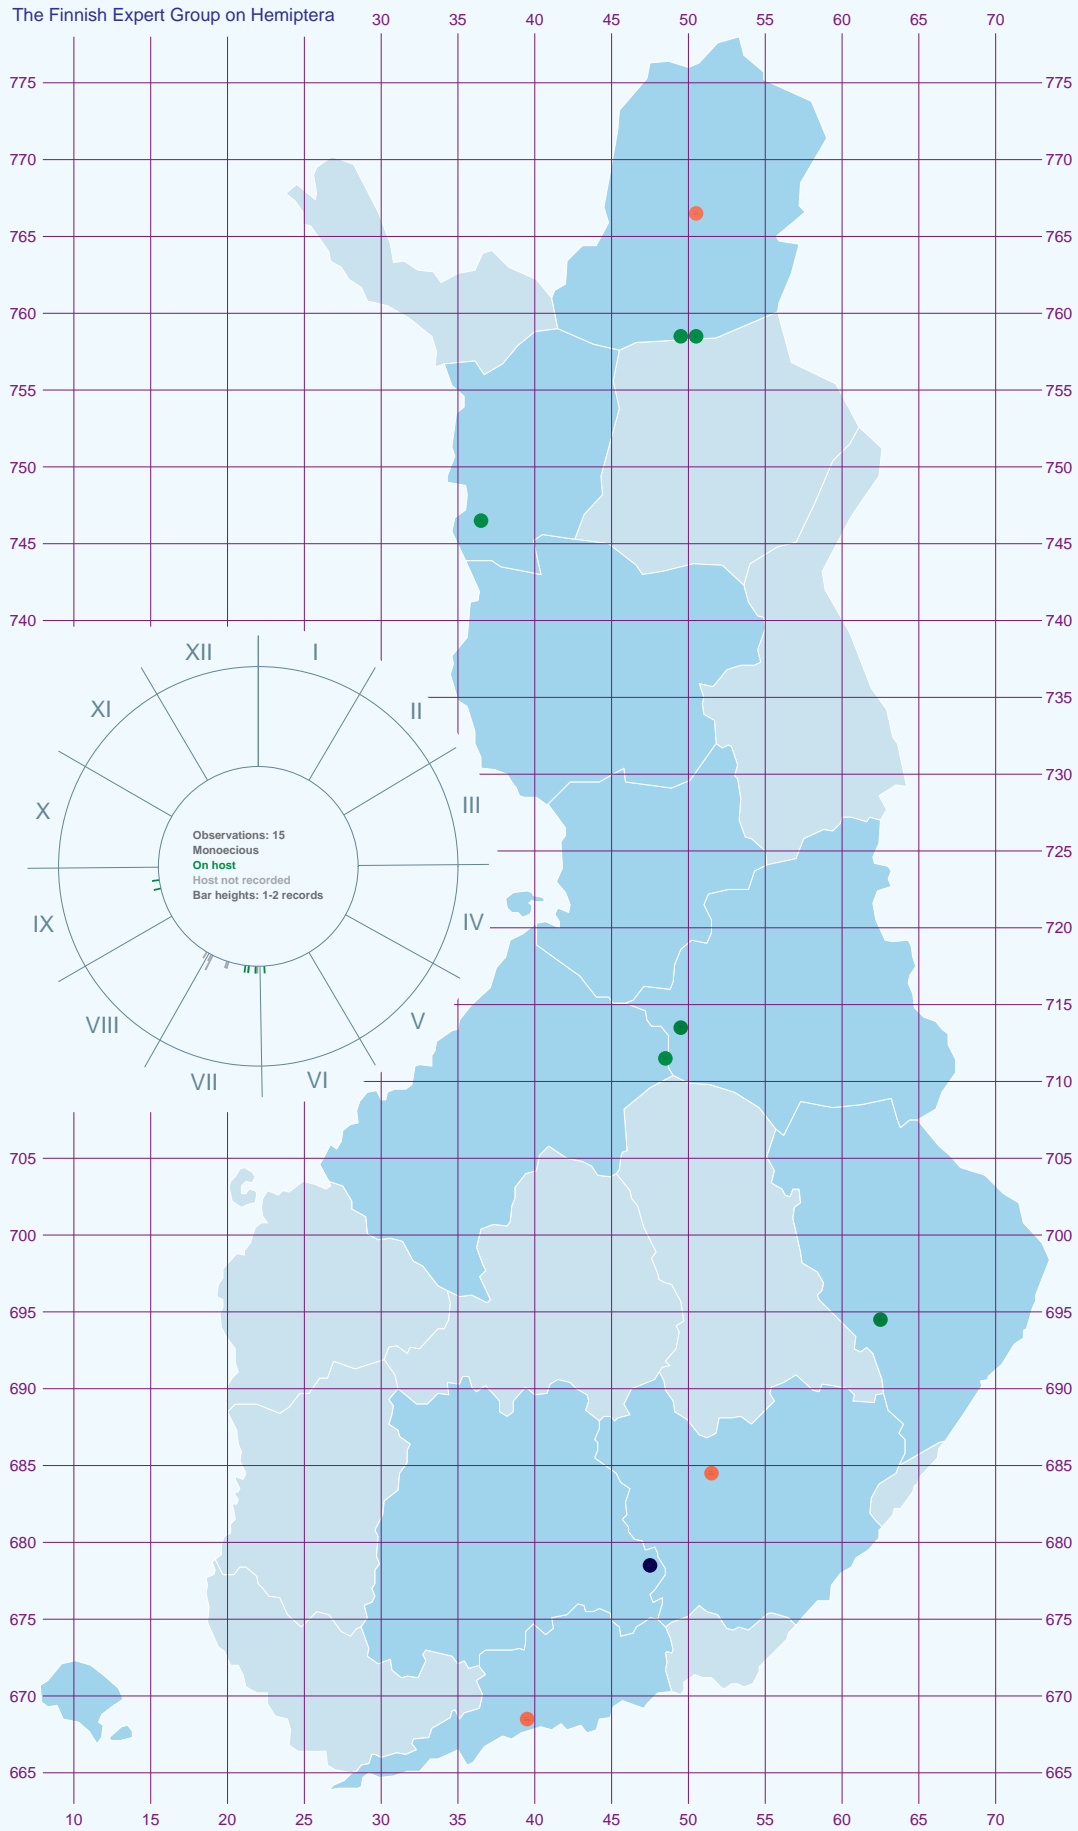 The Finnish Expert Group on Hemiptera
30 35 40 45 50 55 60 65 70
775 775
770 770
765 765
760 760
755 755
750 750
745 745
740 740
XII I
XI II
735
730
X III
725
Observations: 15
Monoecious
On host
Host not recorded
Bar heights: 1-2 records
IX IV
720
715
VIII V
VII VI
710
705 705
700 700
695 695
690 690
685 685
680 680
675 675
670 670
665 665
10 15 20 25 30 35 40 45 50 55 60 65 70